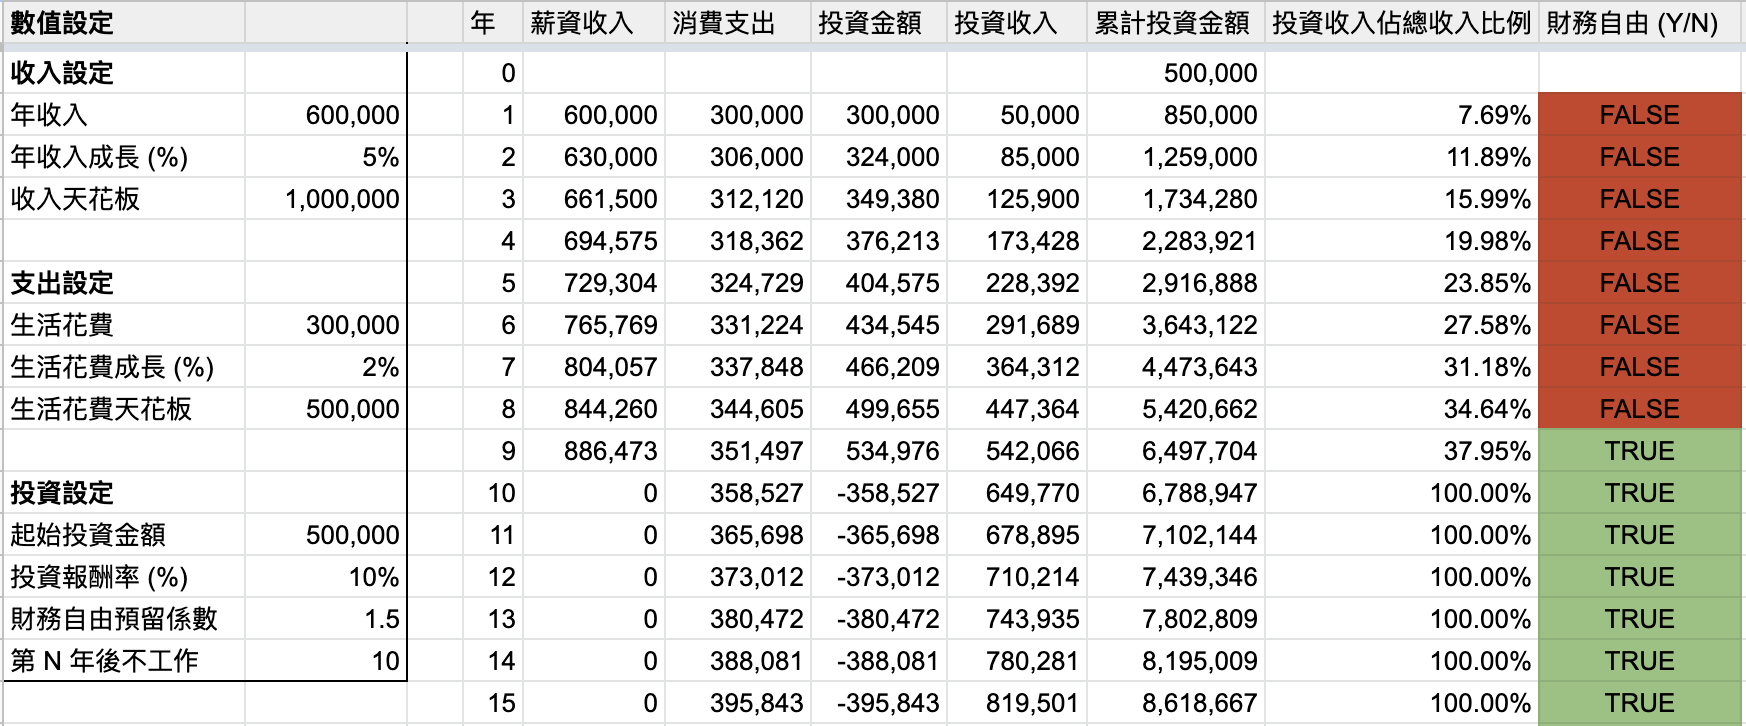 數值設定 年 薪資收入 消費支出 投資金額 投資收入 累計投資金額 投資收入佔總收入比例 財務自由 (Y/N)
收入設定 0 500,000
年收入 600,000 1 600,000 300,000 300,000 50,000 850,000 7.69% FALSE
年收入成長 (%) 5% 2 630,000 306,000 324,000 85,000 1,259,000 11.89% FALSE
收入天花板 1,000,000 3 661,500 312,120 349,380 125,900 1,734,280 15.99% FALSE
4 694,575 318,362 376,213 173,428 2,283,921 19.98% FALSE
支出設定 5 729,304 324,729 404,575 228,392 2,916,888 23.85% FALSE
生活花費 300,000 6 765,769 331,224 434,545 291,689 3,643,122 27.58% FALSE
生活花費成長 (%) 2% 7 804,057 337,848 466,209 364,312 4,473,643 31.18% FALSE
生活花費天花板 500,000 8 844,260 344,605 499,655 447,364 5,420,662 34.64% FALSE
9 886,473 351,497 534,976 542,066 6,497,704 37.95% TRUE
投資設定 10 0 358,527 -358,527 649,770 6,788,947 100.00% TRUE
起始投資金額 500,000 11 0 365,698 -365,698 678,895 7,102,144 100.00% TRUE
投資報酬率 (%) 10% 12 0 373,012 -373,012 710,214 7,439,346 100.00% TRUE
財務自由預留係數 1.5 13 0 380,472 -380,472 743,935 7,802,809 100.00% TRUE
第 N 年後不工作 10 14 0 388,081 -388,081 780,281 8,195,009 100.00% TRUE
15 0 395,843 -395,843 819,501 8,618,667 100.00% TRUE